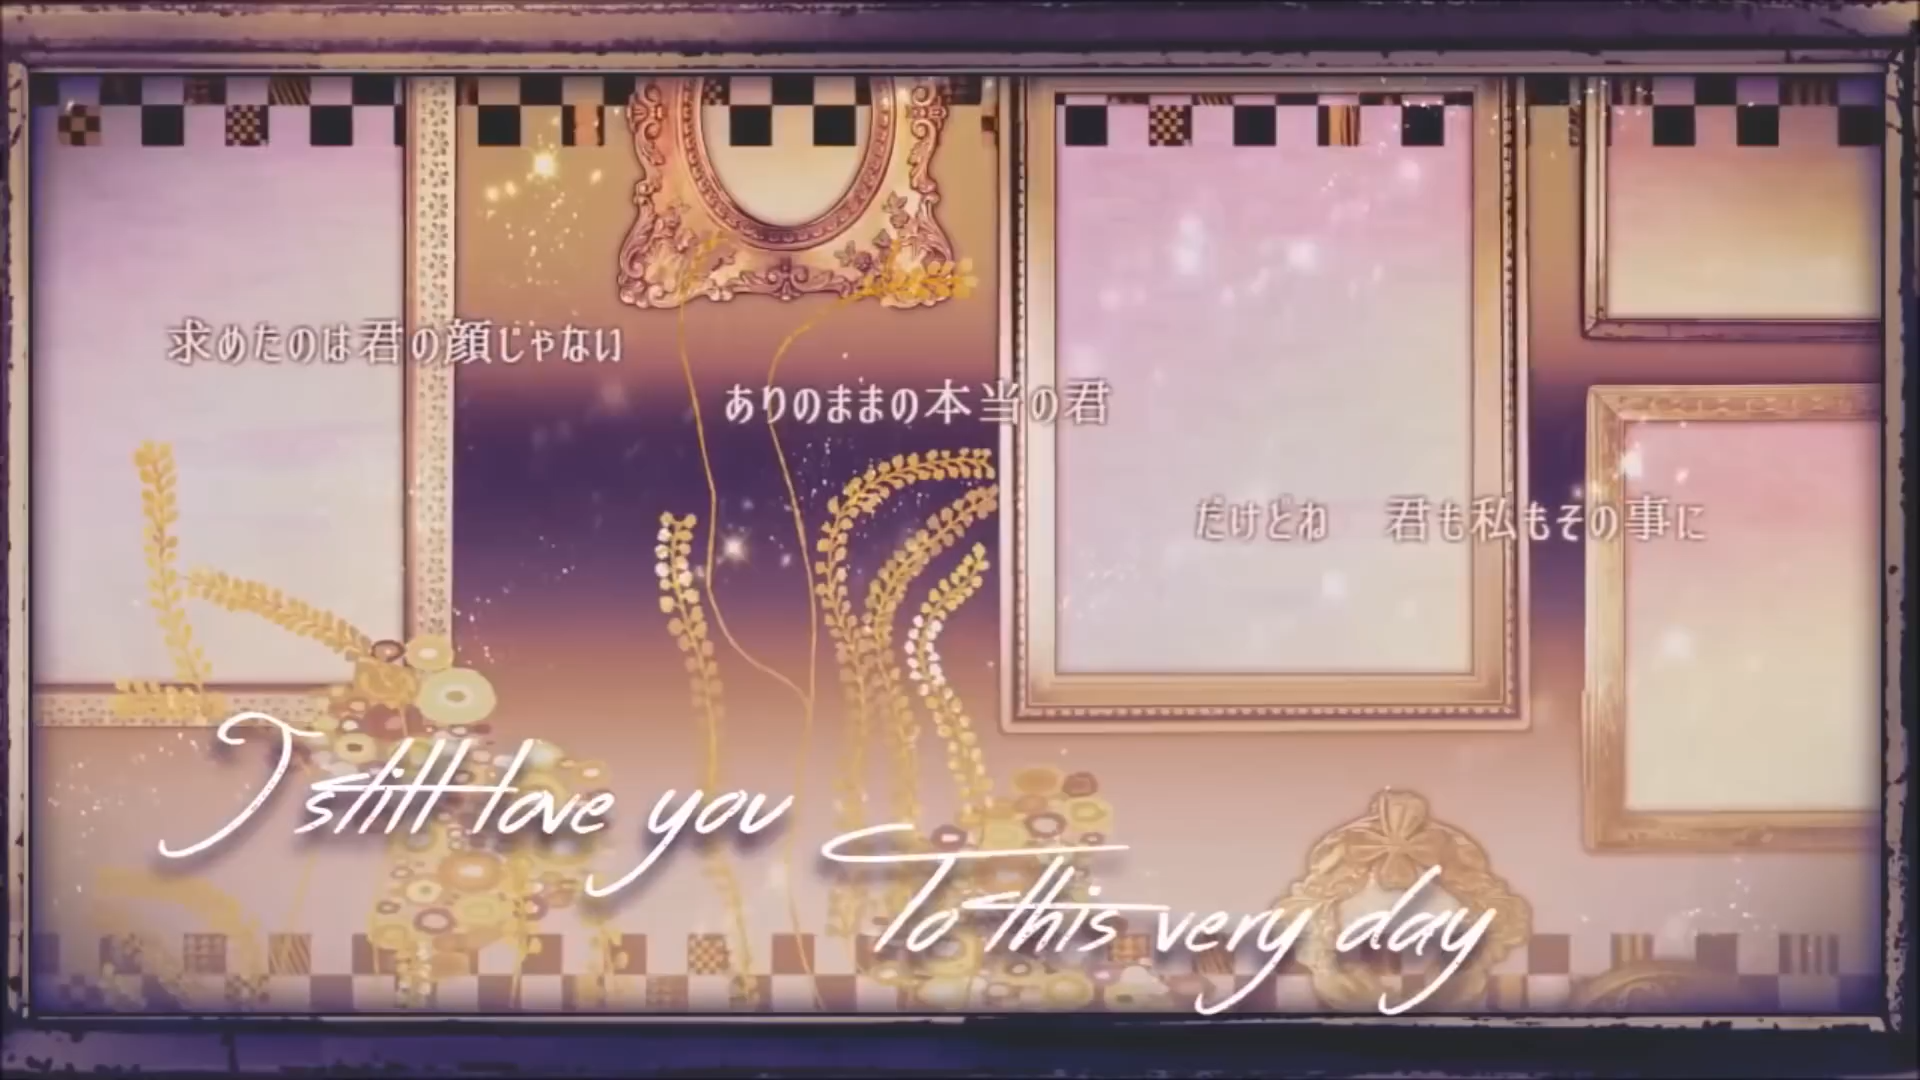 求めたのは君の顔じゃない
ありのままの本当の君
だけどね　君も私もその事に
I still love you
To this very day